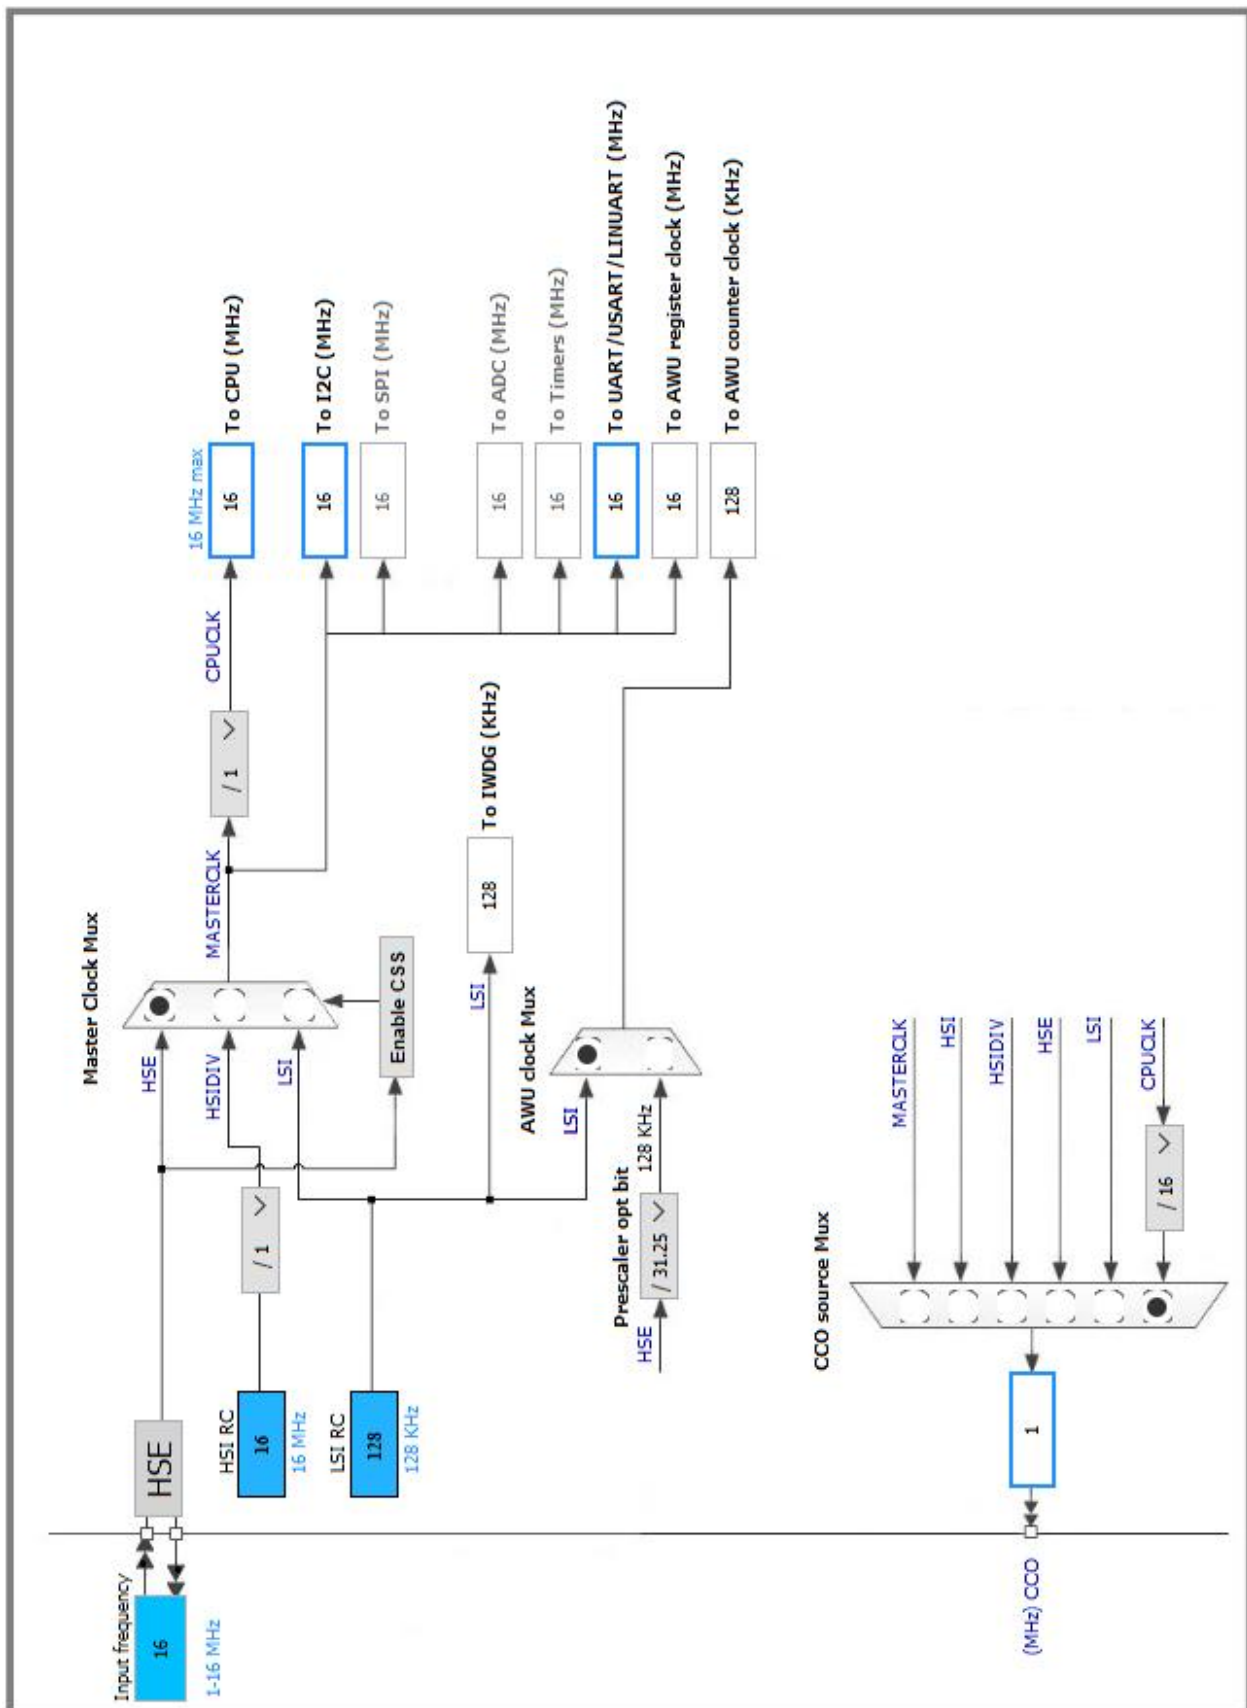 Input frequency
16
1-16 MHz
HSE
HSI RC
16
16 MHz
LSI RC
128
128 KHz
/ 1
HSE
HSIDIV
LSI
Master Clock Mux
Enable CSS
MASTERCLK
/ 1
CPUCLK
16 MHz max
16
To CPU (MHz)
16
To I2C (MHz)
16
To SPI (MHz)
16
To ADC (MHz)
16
To Timers (MHz)
16
To UART/USART/LINUART (MHz)
16
To AWU register clock (MHz)
128
To AWU counter clock (KHz)
LSI
128
To IWDG (KHz)
AWU clock Mux
LSI
Prescaler opt bit
HSE
/ 31.25
128 KHz
CCO source Mux
MASTERCLK
HSI
HSIDIV
HSE
LSI
CPUCLK
/ 16
1
(MHz) CCO